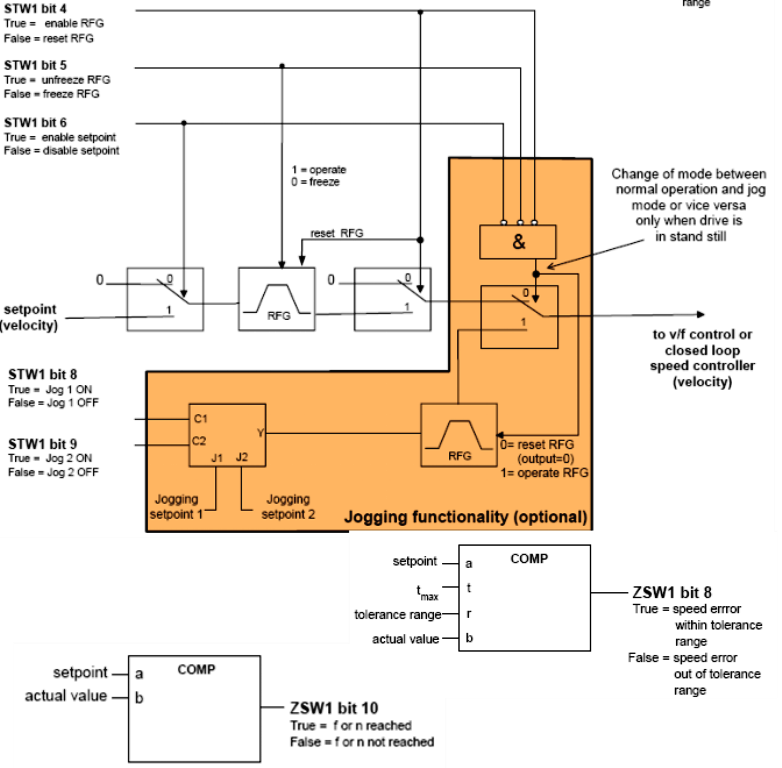 range
STW1 bit 4
True = enable RFG
False = reset RFG
STW1 bit 5
True = unfreeze RFG
False = freeze RFG
STW1 bit 6
True = enable setpoint
False = disable setpoint
1 = operate
0 = freeze
Change of mode between
normal operation and jog
mode or vice versa
only when drive is
in stand still
&
reset RFG
0
0
1
RFG
0
0
1
0
1
setpoint
(velocity)
to v/f control or
closed loop
speed controller
(velocity)
STW1 bit 8
True = Jog 1 ON
False = Jog 1 OFF
STW1 bit 9
True = Jog 2 ON
False = Jog 2 OFF
C1
C2
Y
J1 J2
RFG
0= reset RFG
(output=0)
1= operate RFG
Jogging
setpoint 1
Jogging
setpoint 2
Jogging functionality (optional)
setpoint
a
COMP
tmax
t
tolerance range
r
actual value
b
ZSW1 bit 8
True = speed errror
within tolerance
range
False = speed error
out of tolerance
range
setpoint
a
COMP
actual value
b
ZSW1 bit 10
True = f or n reached
False = f or n not reached